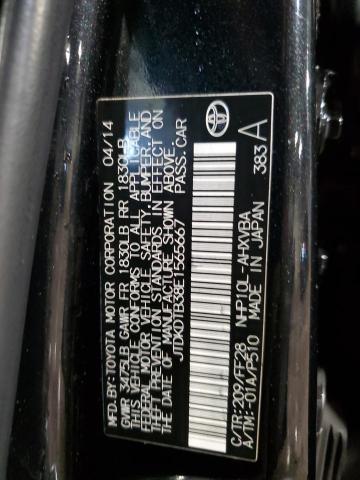 MFD.BY:TOYOTA MOTOR CORPORATION 04/14
GVWR 3475LB GAWR FR 1830LB RR 1830LB
THIS VEHICLE CONFORMS TO ALL APPLICABLE
FEDERAL MOTOR VEHICLE SAFETY,BUMPER,AND
THEFT PREVENTION STANDARDS IN EFFECT ON
THE DATE OF MANUFACTURE SHOWN ABOVE.
JTDKDTB38E1565667 PASS.CAR
C/TR:209/FF28 NHP10L-AHXVBA
A/TM:-01A/P510 MADE IN JAPAN 383 A